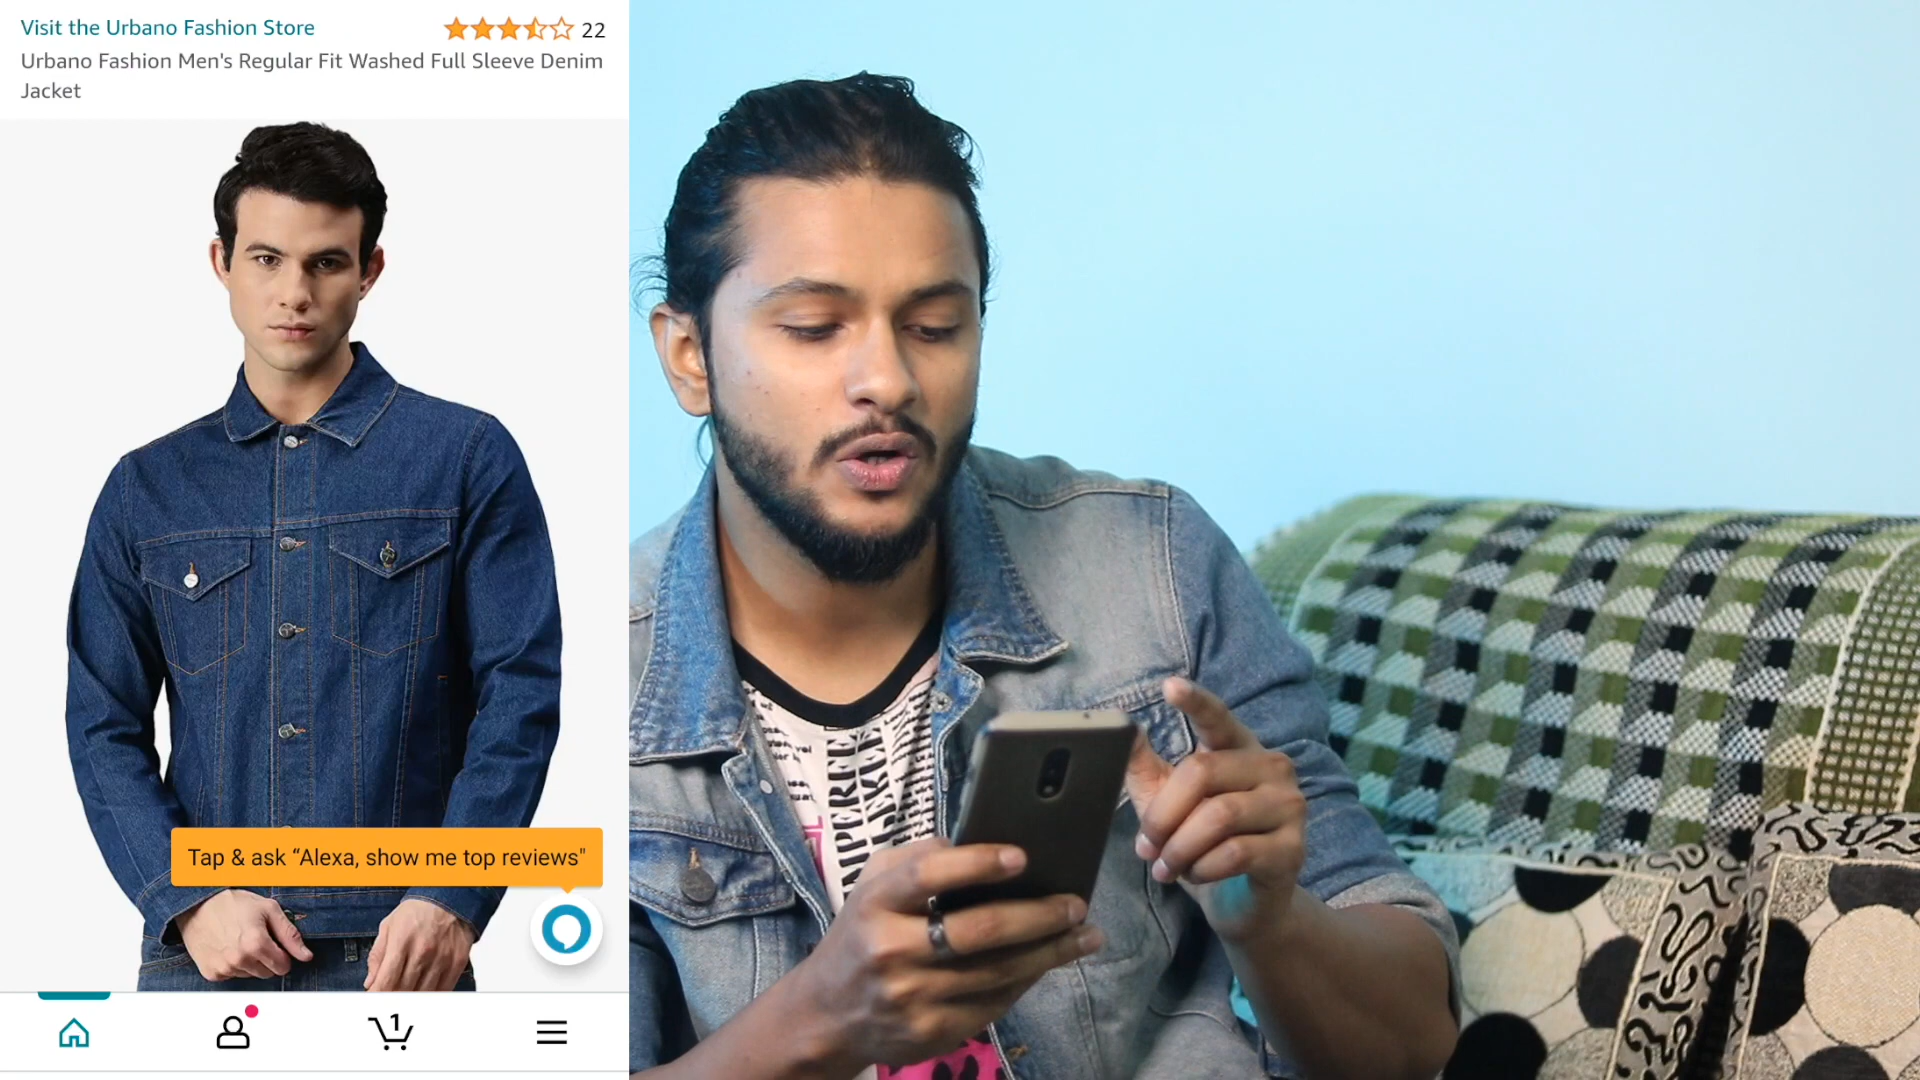 Visit the Urbano Fashion Store
22
Urbano Fashion Men's Regular Fit Washed Full Sleeve Denim
Jacket
Tap & ask “Alexa, show me top reviews"
1